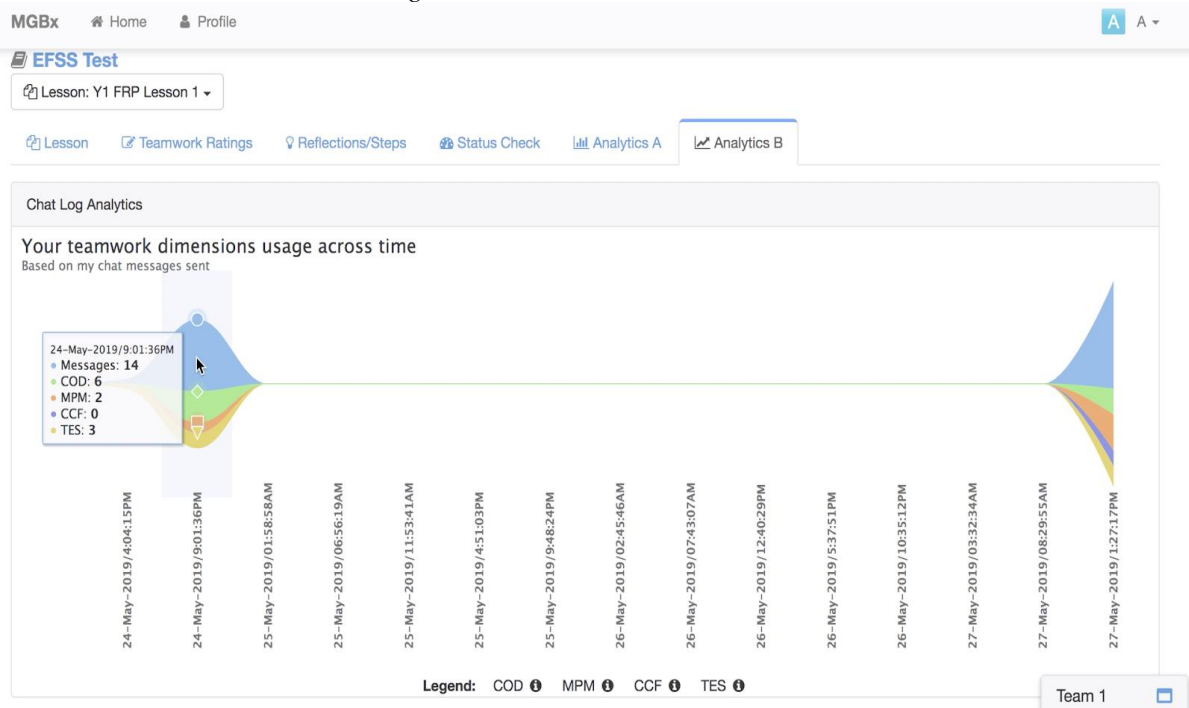 MGBx Home Profile A A
EFSS Test
Lesson: Y1 FRP Lesson 1
Lesson Teamwork Ratings Reflections/Steps Status Check Analytics A Analytics B
Chat Log Analytics
Your teamwork dimensions usage across time
Based on my chat messages sent
24-May-2019/9:01:36PM
Messages: 14
COD: 6
MPM: 2
CCF: 0
TES: 3
24-May-2019/4:04:15PM
24-May-2019/9:01:36PM
25-May-2019/01:58:58AM
25-May-2019/06:56:19AM
25-May-2019/11:53:41AM
25-May-2019/4:51:03PM
25-May-2019/9:48:24PM
26-May-2019/02:45:46AM
26-May-2019/07:43:07AM
26-May-2019/12:40:29PM
26-May-2019/5:37:51PM
26-May-2019/10:35:12PM
27-May-2019/03:32:34AM
27-May-2019/08:29:55AM
27-May-2019/1:27:17PM
Legend: COD MPM CCF TES
Team 1